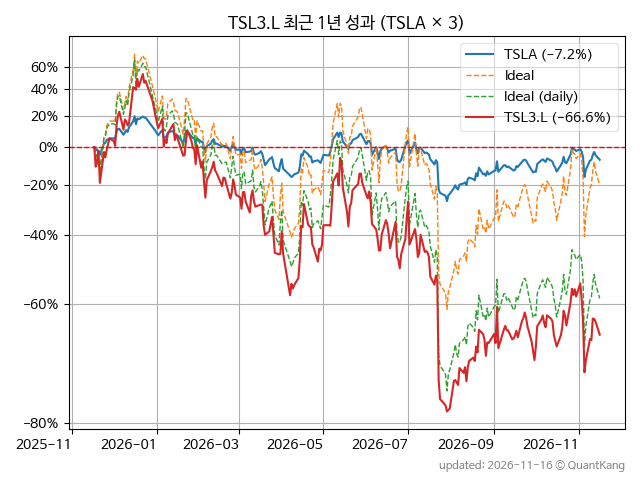 TSL3.L 최근 1년 성과 (TSLA × 3)
TSLA (−7.2%)
Ideal
Ideal (daily)
TSL3.L (−66.6%)
60%
40%
20%
0%
−20%
−40%
−60%
−80%
2025-11
2026-01
2026-03
2026-05
2026-07
2026-09
2026-11
updated: 2026-11-16 © QuantKang